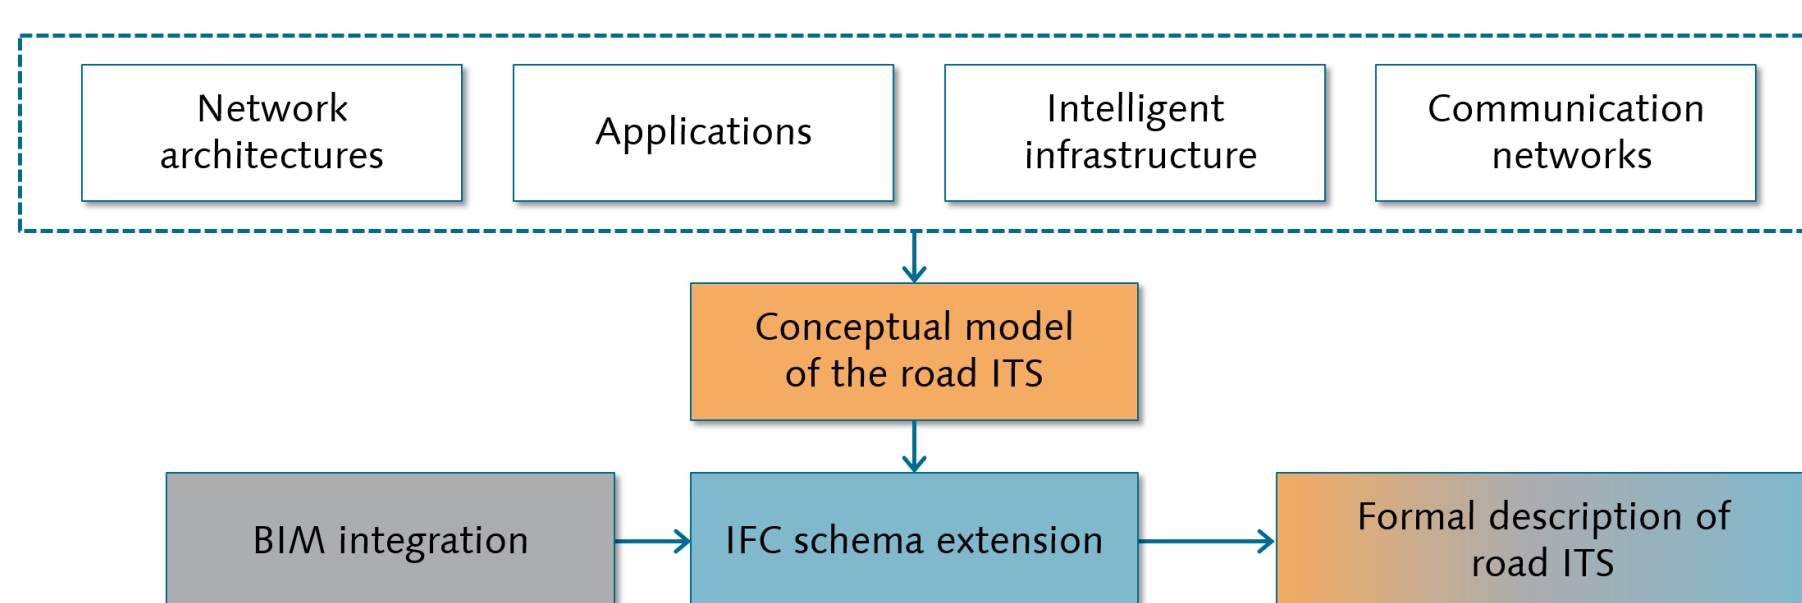 Network
architectures
Applications
Intelligent
infrastructure
Communication
networks
Conceptual model
of the road ITS
BIM integration
IFC schema extension
Formal description of
road ITS